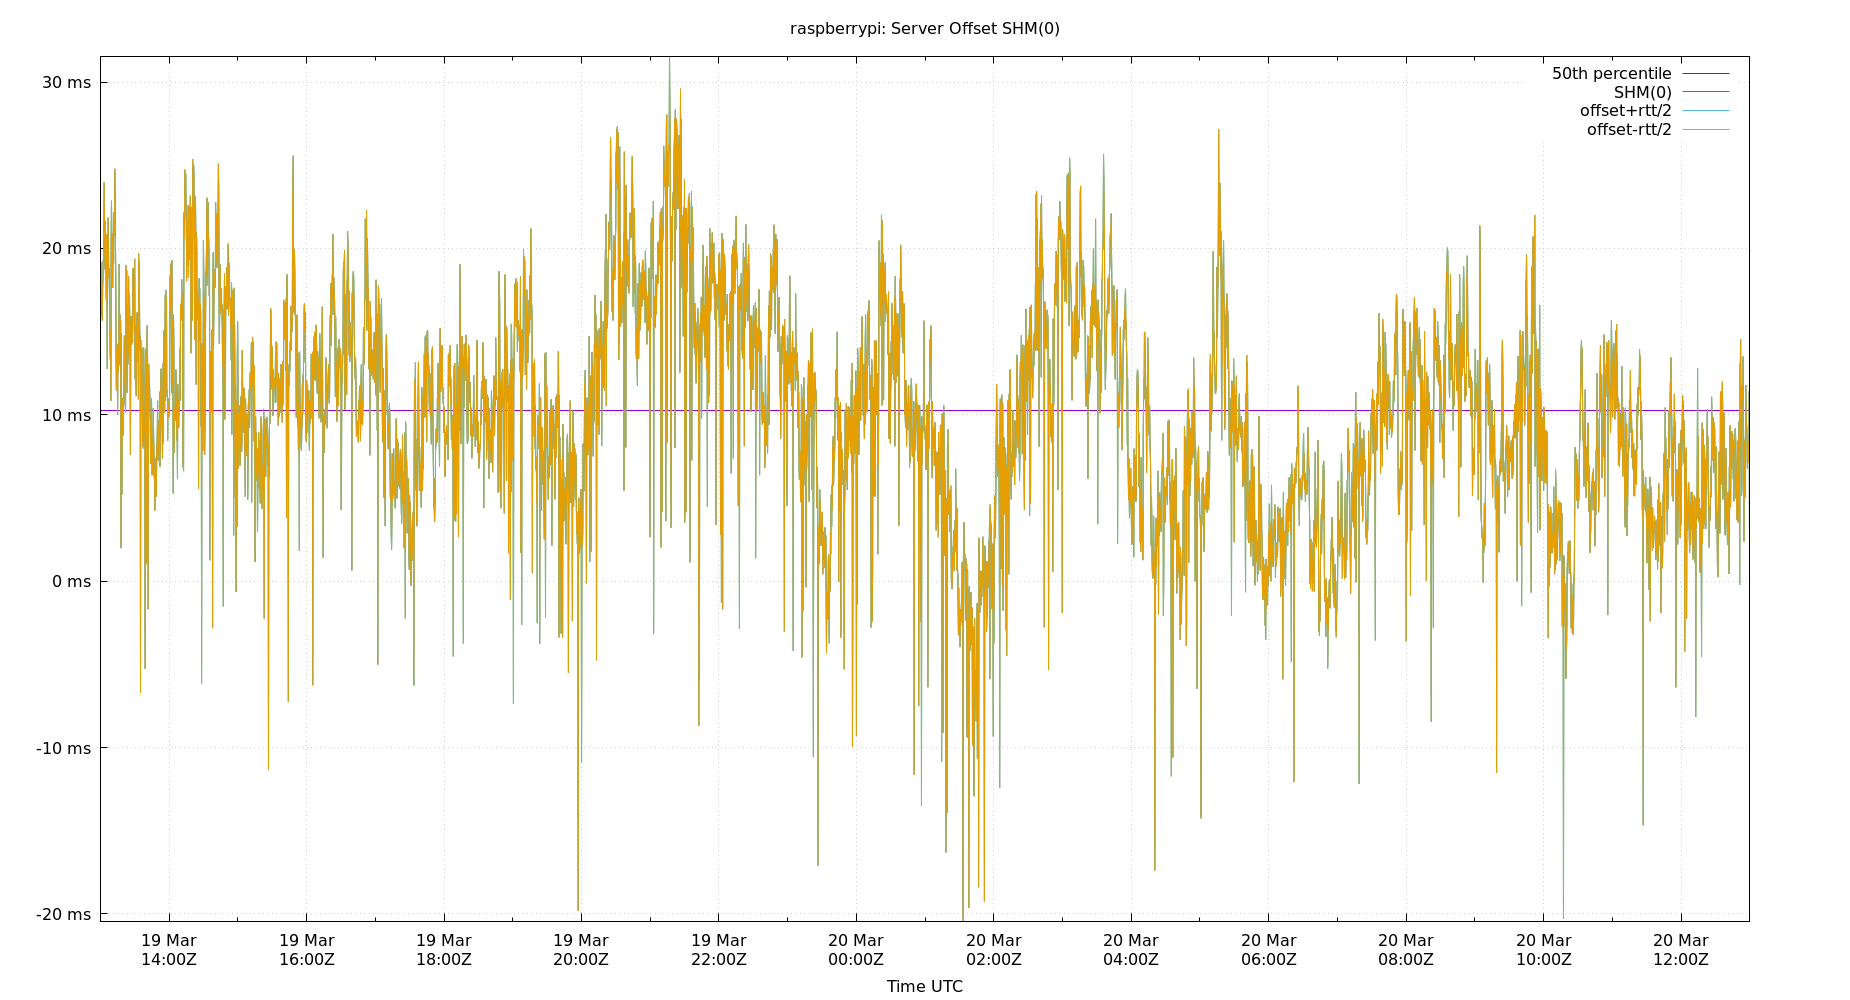 raspberrypi: Server Offset SHM(0)
50th percentile
SHM(0)
offset+rtt/2
offset-rtt/2
30 ms
20 ms
10 ms
0 ms
-10 ms
-20 ms
19 Mar 19 Mar 19 Mar 19 Mar 19 Mar 20 Mar 20 Mar 20 Mar 20 Mar 20 Mar 20 Mar 20 Mar
14:00Z 16:00Z 18:00Z 20:00Z 22:00Z 00:00Z 02:00Z 04:00Z 06:00Z 08:00Z 10:00Z 12:00Z
Time UTC